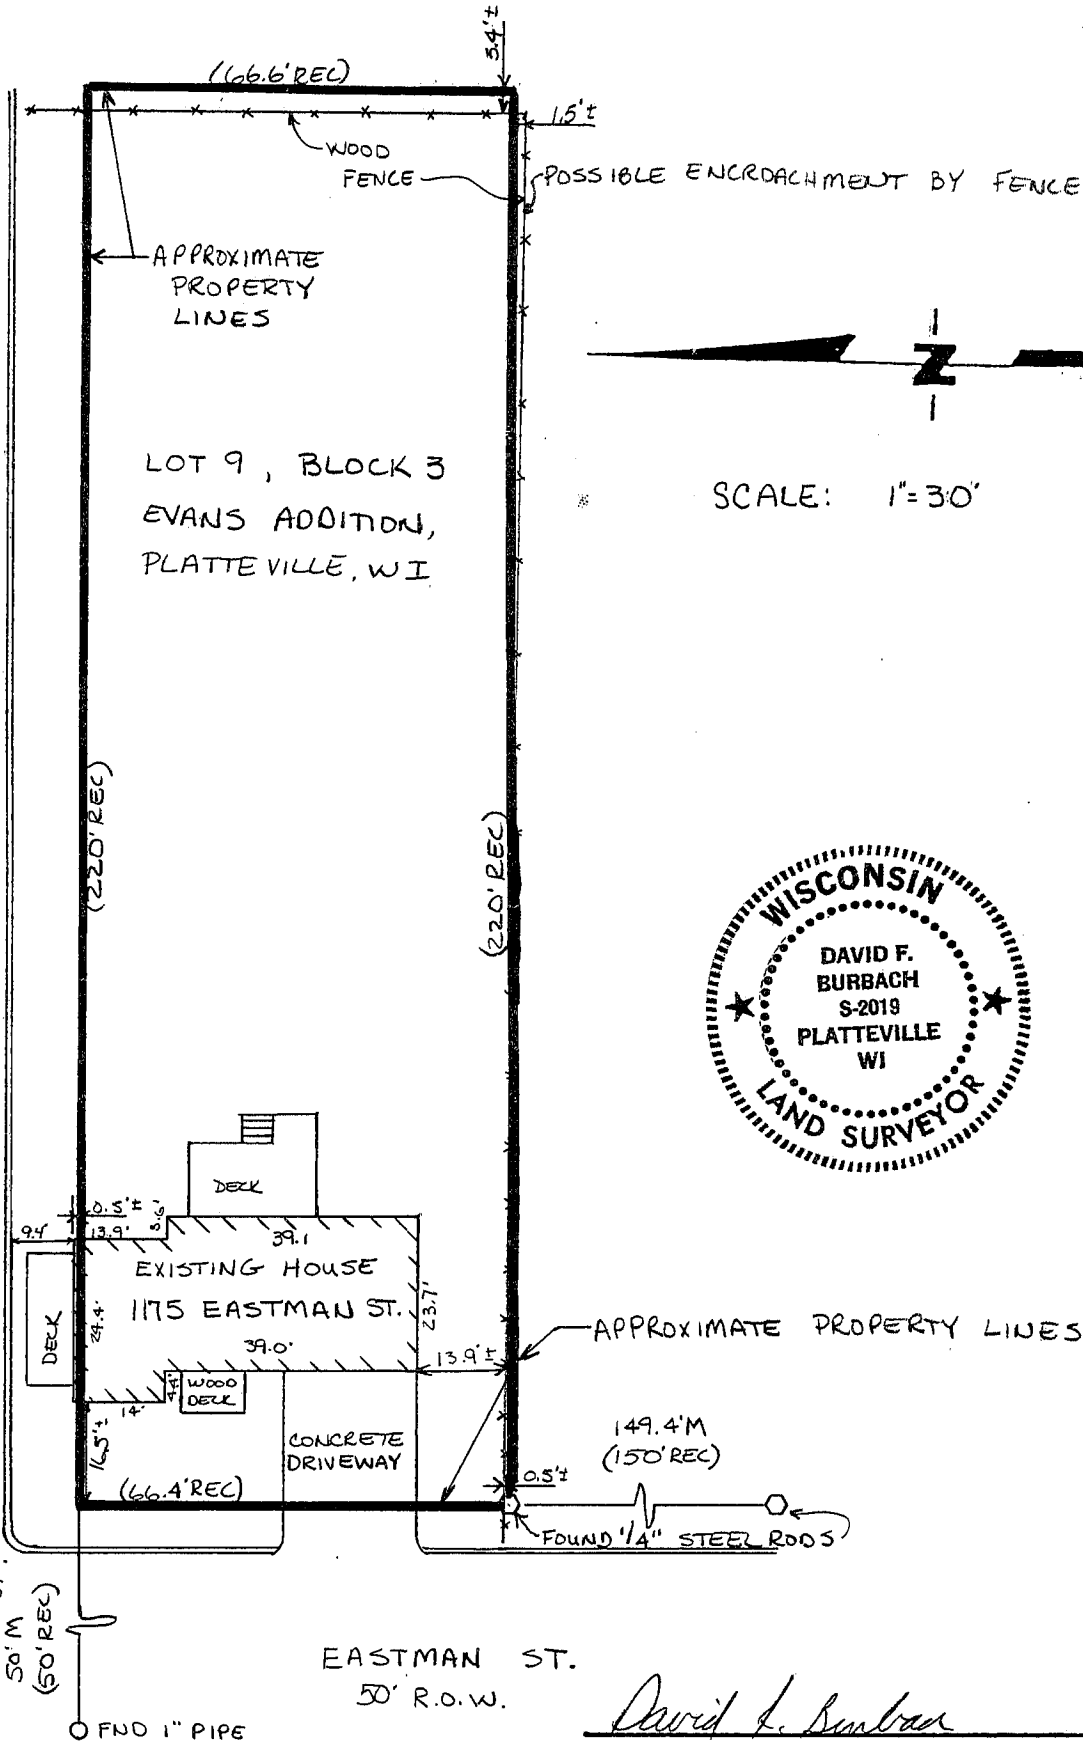 3.4'±
(66.6' REC)
1.5'±
WOOD
FENCE
POSSIBLE ENCROACHMENT BY FENCE
APPROXIMATE
PROPERTY
LINES
N
LOT 9, BLOCK 3
EVANS ADDITION,
PLATTEVILLE, WI
SCALE: 1"=30'
(220' REC)
(220' REC)
WISCONSIN
DAVID F.
BURBACH
S-2019
PLATTEVILLE
WI
LAND SURVEYOR
DECK
0.5'±
9.4'
13.9'
3.6'
39.1
EXISTING HOUSE
1175 EASTMAN ST.
24.4'
23.7'
DECK
39.0'
13.9'±
APPROXIMATE PROPERTY LINES
4.4'
WOOD
DECK
14'
16.5'±
CONCRETE
DRIVEWAY
149.4' M
(150' REC)
(66.4' REC)
0.5'±
FOUND 1/4" STEEL RODS
50' M
(50' REC)
EASTMAN ST.
50' R.O.W.
FND 1" PIPE
David F. Burbach